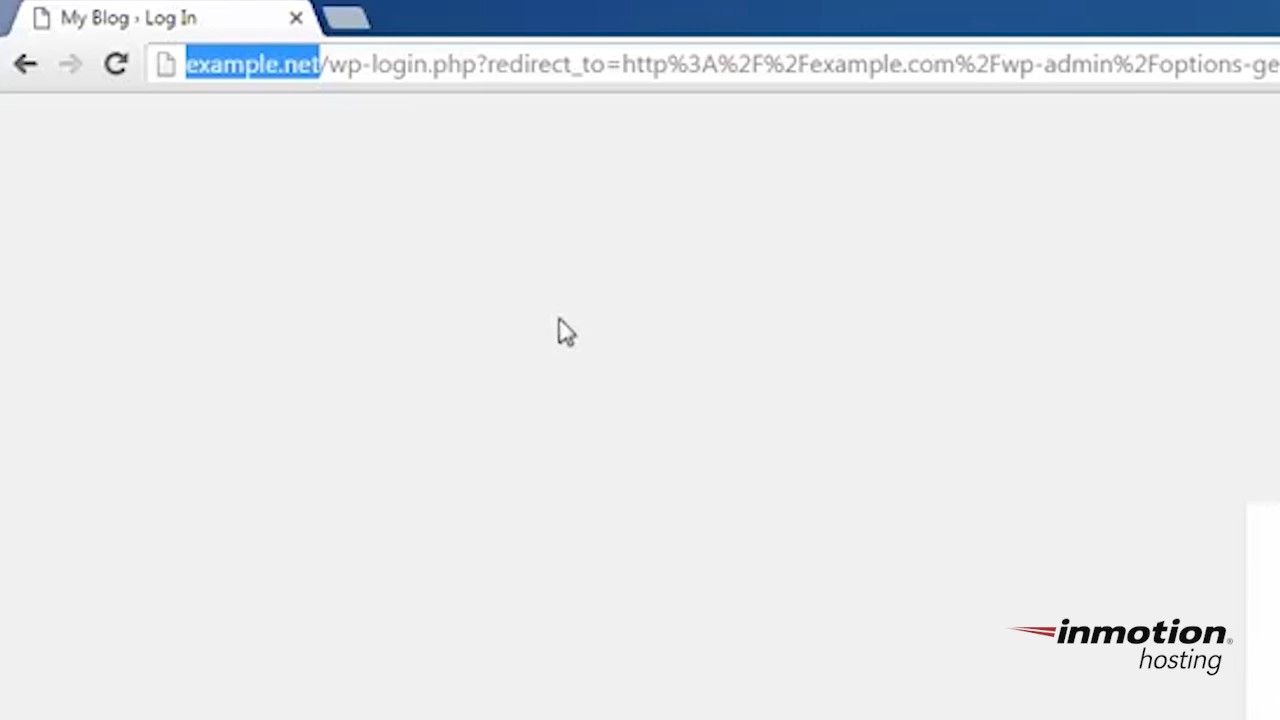 My Blog › Log In
example.net/wp-login.php?redirect_to=http%3A%2F%2Fexample.com%2Fwp-admin%2Foptions-ge
inmotion®
hosting